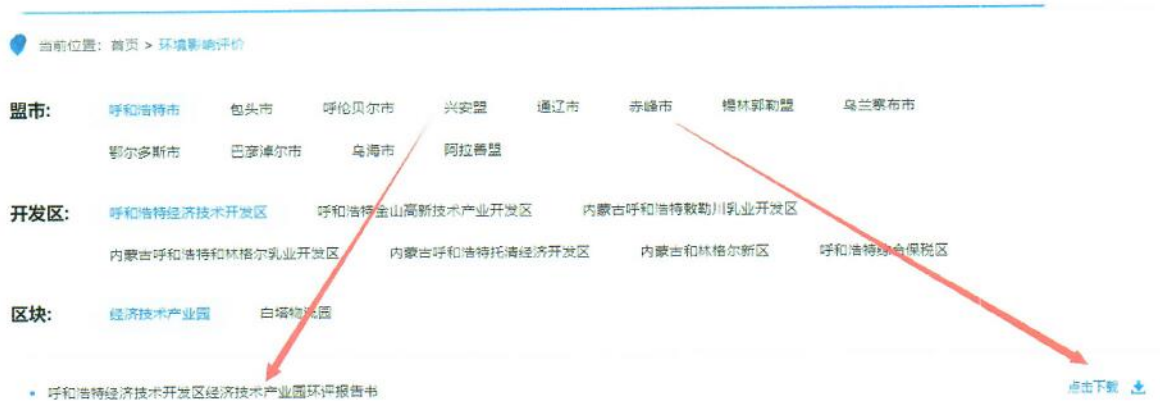 当前位置：首页 > 环境影响评价
盟市： 呼和浩特市 包头市 呼伦贝尔市 兴安盟 通辽市 赤峰市 锡林郭勒盟 乌兰察布市
鄂尔多斯市 巴彦淖尔市 乌海市 阿拉善盟
开发区： 呼和浩特经济技术开发区 呼和浩特金山高新技术产业开发区 内蒙古呼和浩特敕勒川乳业开发区
内蒙古呼和浩特和林格尔乳业开发区 内蒙古呼和浩特托清经济开发区 内蒙古和林格尔新区 呼和浩特综合保税区
区块： 经济技术产业园 白塔物流园
呼和浩特经济技术开发区经济技术产业园环评报告书 点击下载